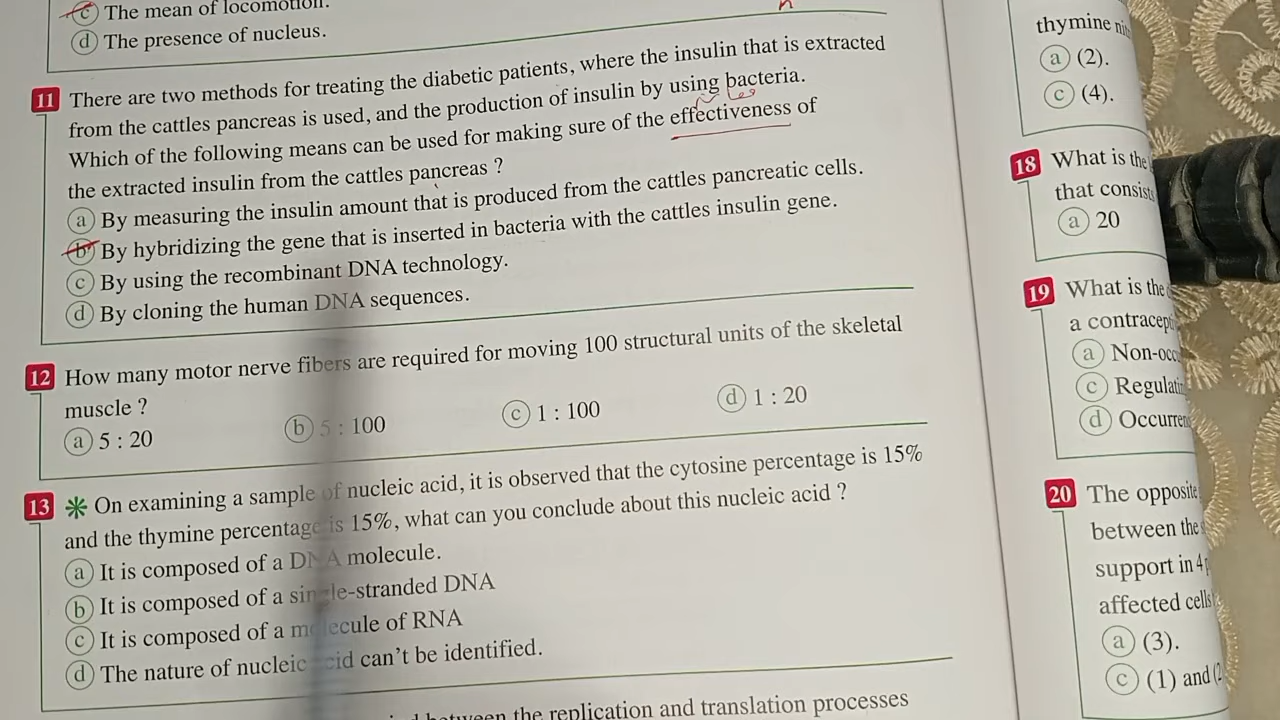 c The mean of locomotion.
d The presence of nucleus.
11 There are two methods for treating the diabetic patients, where the insulin that is extracted
from the cattles pancreas is used, and the production of insulin by using bacteria.
Which of the following means can be used for making sure of the effectiveness of
the extracted insulin from the cattles pancreas ?
a By measuring the insulin amount that is produced from the cattles pancreatic cells.
b By hybridizing the gene that is inserted in bacteria with the cattles insulin gene.
c By using the recombinant DNA technology.
d By cloning the human DNA sequences.
12 How many motor nerve fibers are required for moving 100 structural units of the skeletal
muscle ?
a 5 : 20 b 5 : 100 c 1 : 100 d 1 : 20
13 * On examining a sample of nucleic acid, it is observed that the cytosine percentage is 15%
and the thymine percentage is 15%, what can you conclude about this nucleic acid ?
a It is composed of a DNA molecule.
b It is composed of a single-stranded DNA
c It is composed of a molecule of RNA
d The nature of nucleic acid can't be identified.
between the replication and translation processes
thymine
a (2).
c (4).
18 What is the
that consists
a 20
19 What is the
a
a
c
d
20 The opposite
between the
support in 4
affected cells
a (3).
c (1) and (2